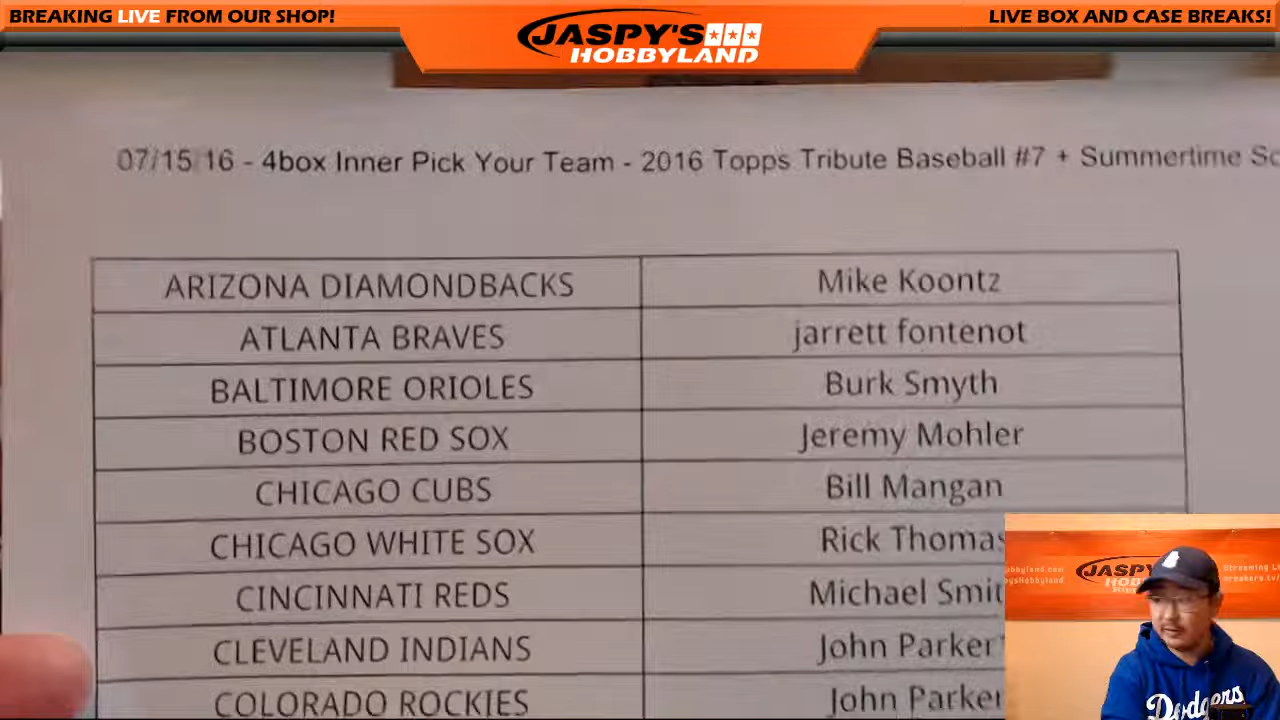 BREAKING LIVE FROM OUR SHOP!
JASPY'S
HOBBYLAND
LIVE BOX AND CASE BREAKS!
07/15/16 - 4box Inner Pick Your Team - 2016 Topps Tribute Baseball #7 + Summertime
ARIZONA DIAMONDBACKS Mike Koontz
ATLANTA BRAVES jarrett fontenot
BALTIMORE ORIOLES Burk Smyth
BOSTON RED SOX Jeremy Mohler
CHICAGO CUBS Bill Mangan
CHICAGO WHITE SOX Rick Thomas
CINCINNATI REDS Michael Smit
CLEVELAND INDIANS John Parker
COLORADO ROCKIES John Parker
JASPY
Dodgers